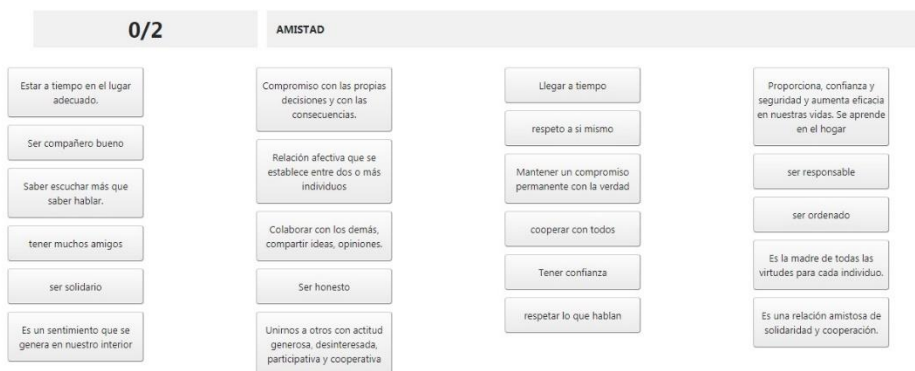 0/2
AMISTAD
Estar a tiempo en el lugar
adecuado.
Ser compañero bueno
Saber escuchar más que
saber hablar.
tener muchos amigos
ser solidario
Es un sentimiento que se
genera en nuestro interior
Compromiso con las propias
decisiones y con las
consecuencias.
Relación afectiva que se
establece entre dos o más
individuos
Colaborar con los demás,
compartir ideas, opiniones.
Ser honesto
Unirnos a otros con actitud
generosa, desinteresada,
participativa y cooperativa
Llegar a tiempo
respeto a si mismo
Mantener un compromiso
permanente con la verdad
cooperar con todos
Tener confianza
respetar lo que hablan
Proporciona, confianza y
seguridad y aumenta eficacia
en nuestras vidas. Se aprende
en el hogar
ser responsable
ser ordenado
Es la madre de todas las
virtudes para cada individuo.
Es una relación amistosa de
solidaridad y cooperación.